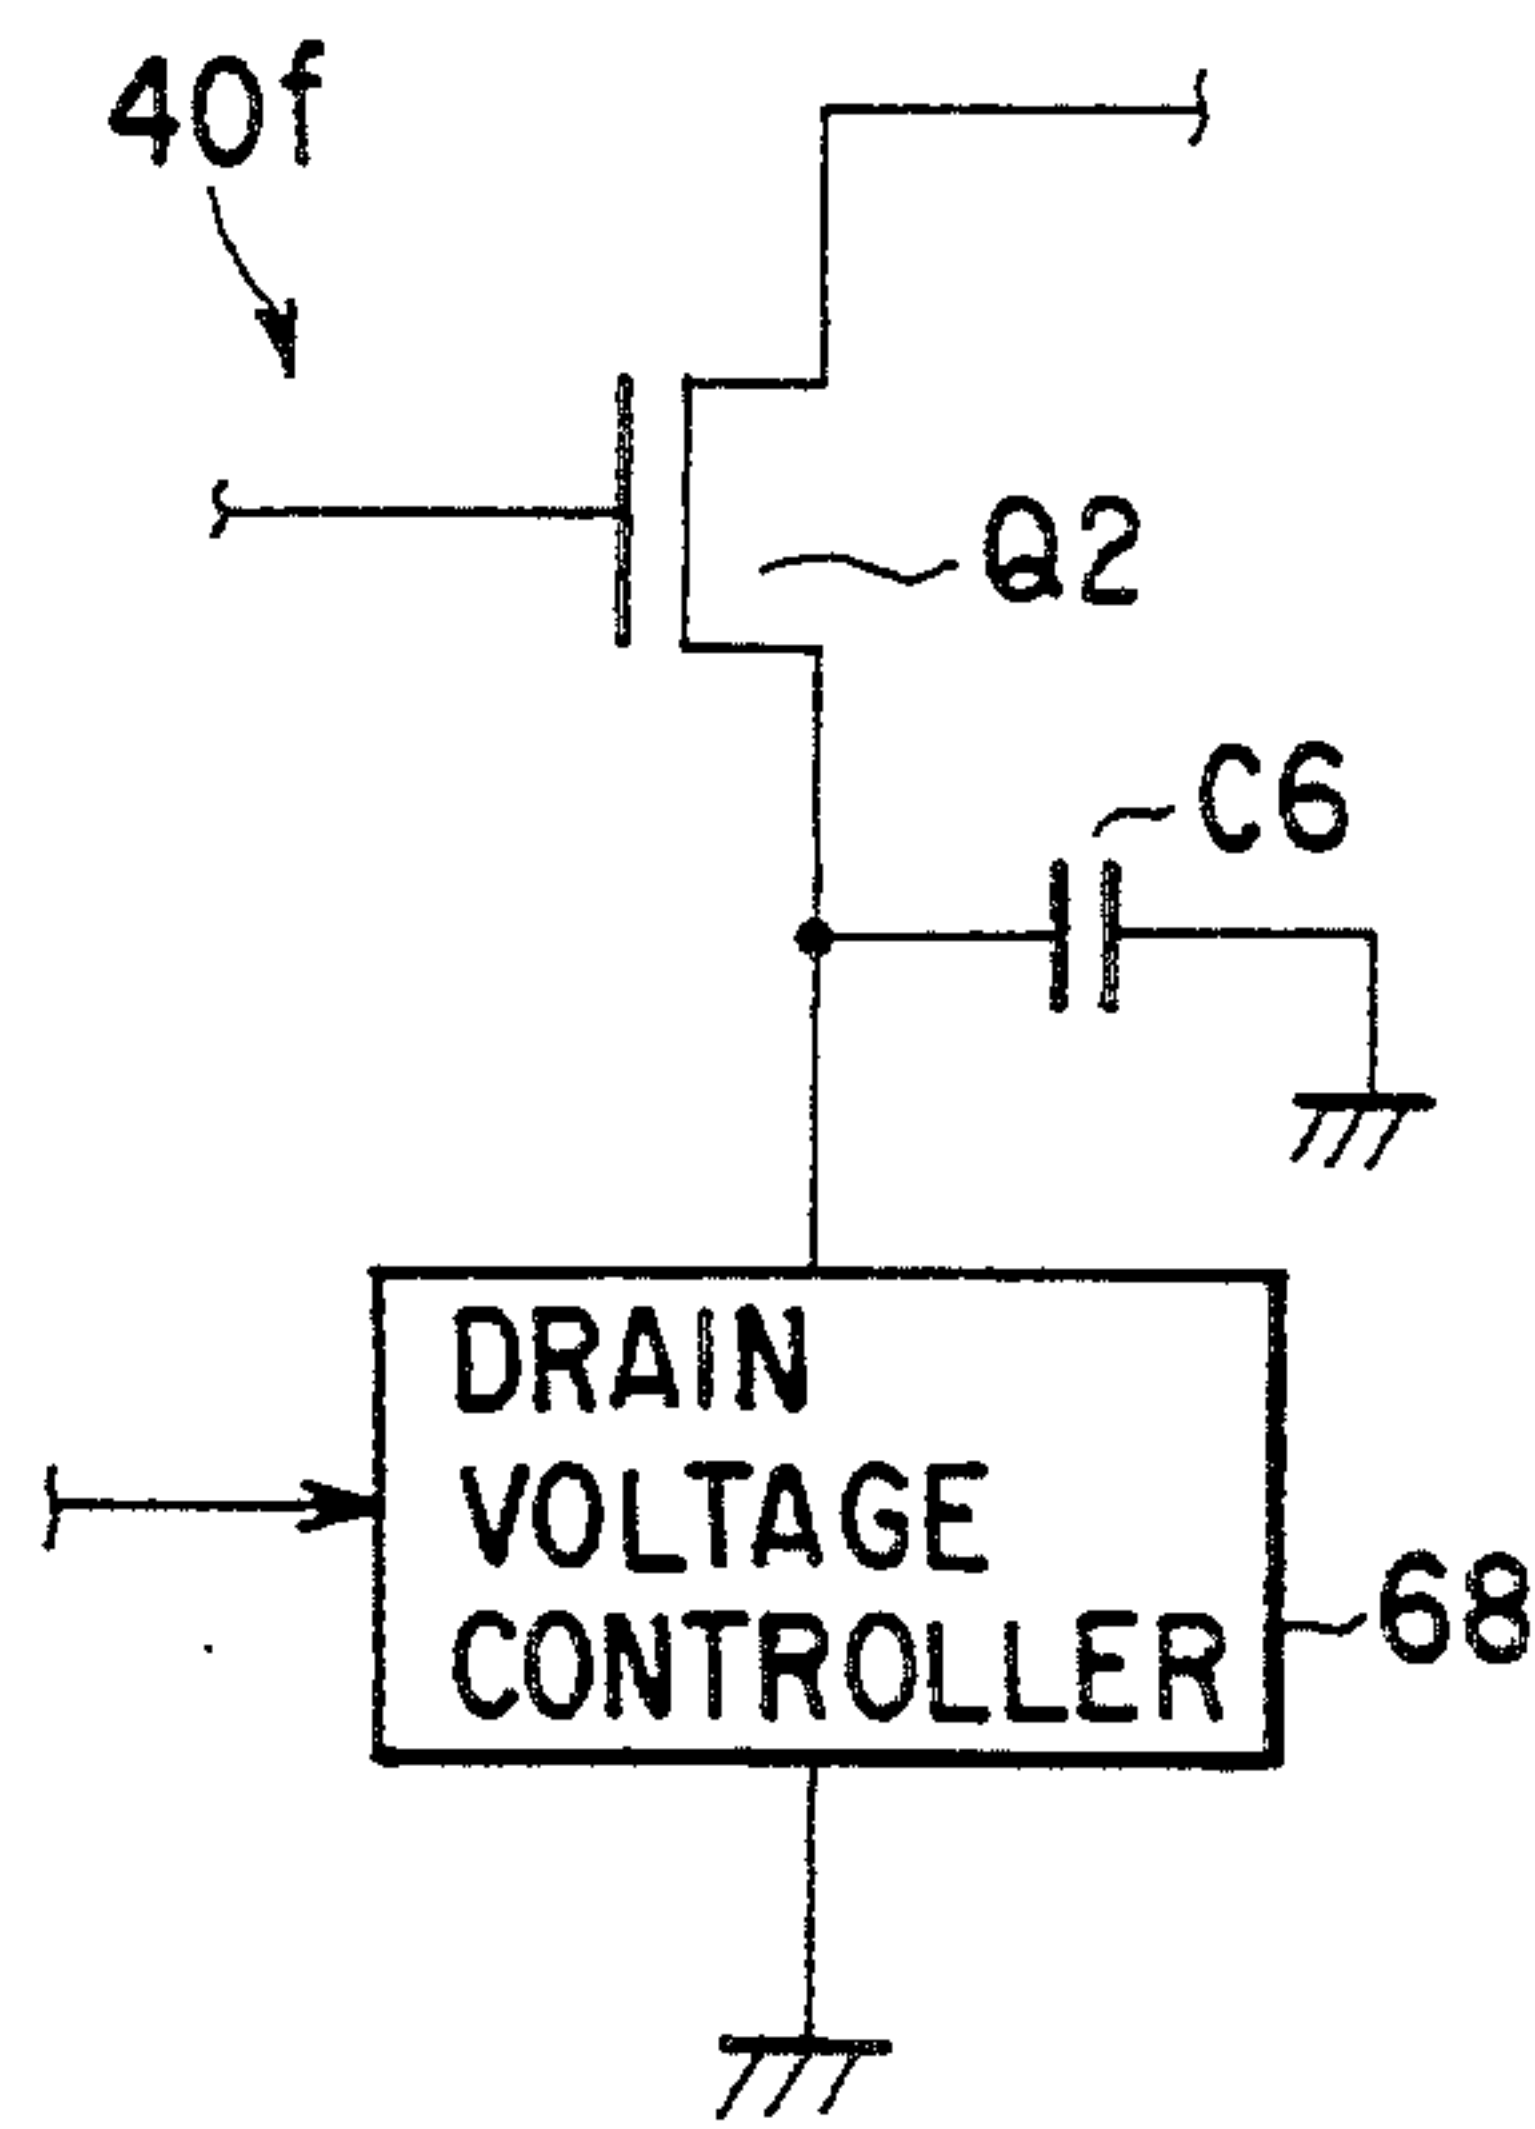 40f
Q2
C6
DRAIN
VOLTAGE
CONTROLLER
68